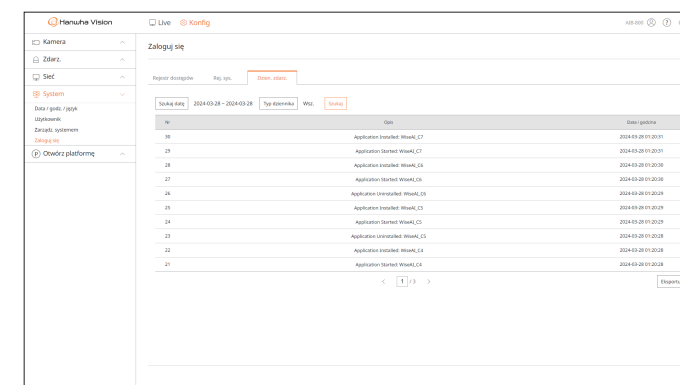 Hanwha Vision
Live Konfig
AIB-800 ?
Kamera
Zdarz.
Sieć
System
Data / godz. / język
Użytkownik
Zarządz. systemem
Zaloguj się
P Otwórz platformę
Zaloguj się
Rejestr dostępów Rej. sys. Dzien. zdarz.
Szukaj datę 2024-03-28 ~ 2024-03-28 Typ dziennika Wsz. Szukaj
Nr Opis Data i godzina
30 Application Installed: WiseAI_C7 2024-03-28 01:20:31
29 Application Started: WiseAI_C7 2024-03-28 01:20:31
28 Application Installed: WiseAI_C6 2024-03-28 01:20:30
27 Application Started: WiseAI_C6 2024-03-28 01:20:30
26 Application Uninstalled: WiseAI_C6 2024-03-28 01:20:29
25 Application Installed: WiseAI_C5 2024-03-28 01:20:29
24 Application Started: WiseAI_C5 2024-03-28 01:20:29
23 Application Uninstalled: WiseAI_C5 2024-03-28 01:20:28
22 Application Installed: WiseAI_C4 2024-03-28 01:20:28
21 Application Started: WiseAI_C4 2024-03-28 01:20:28
< 1 / 3 >
Eksportu